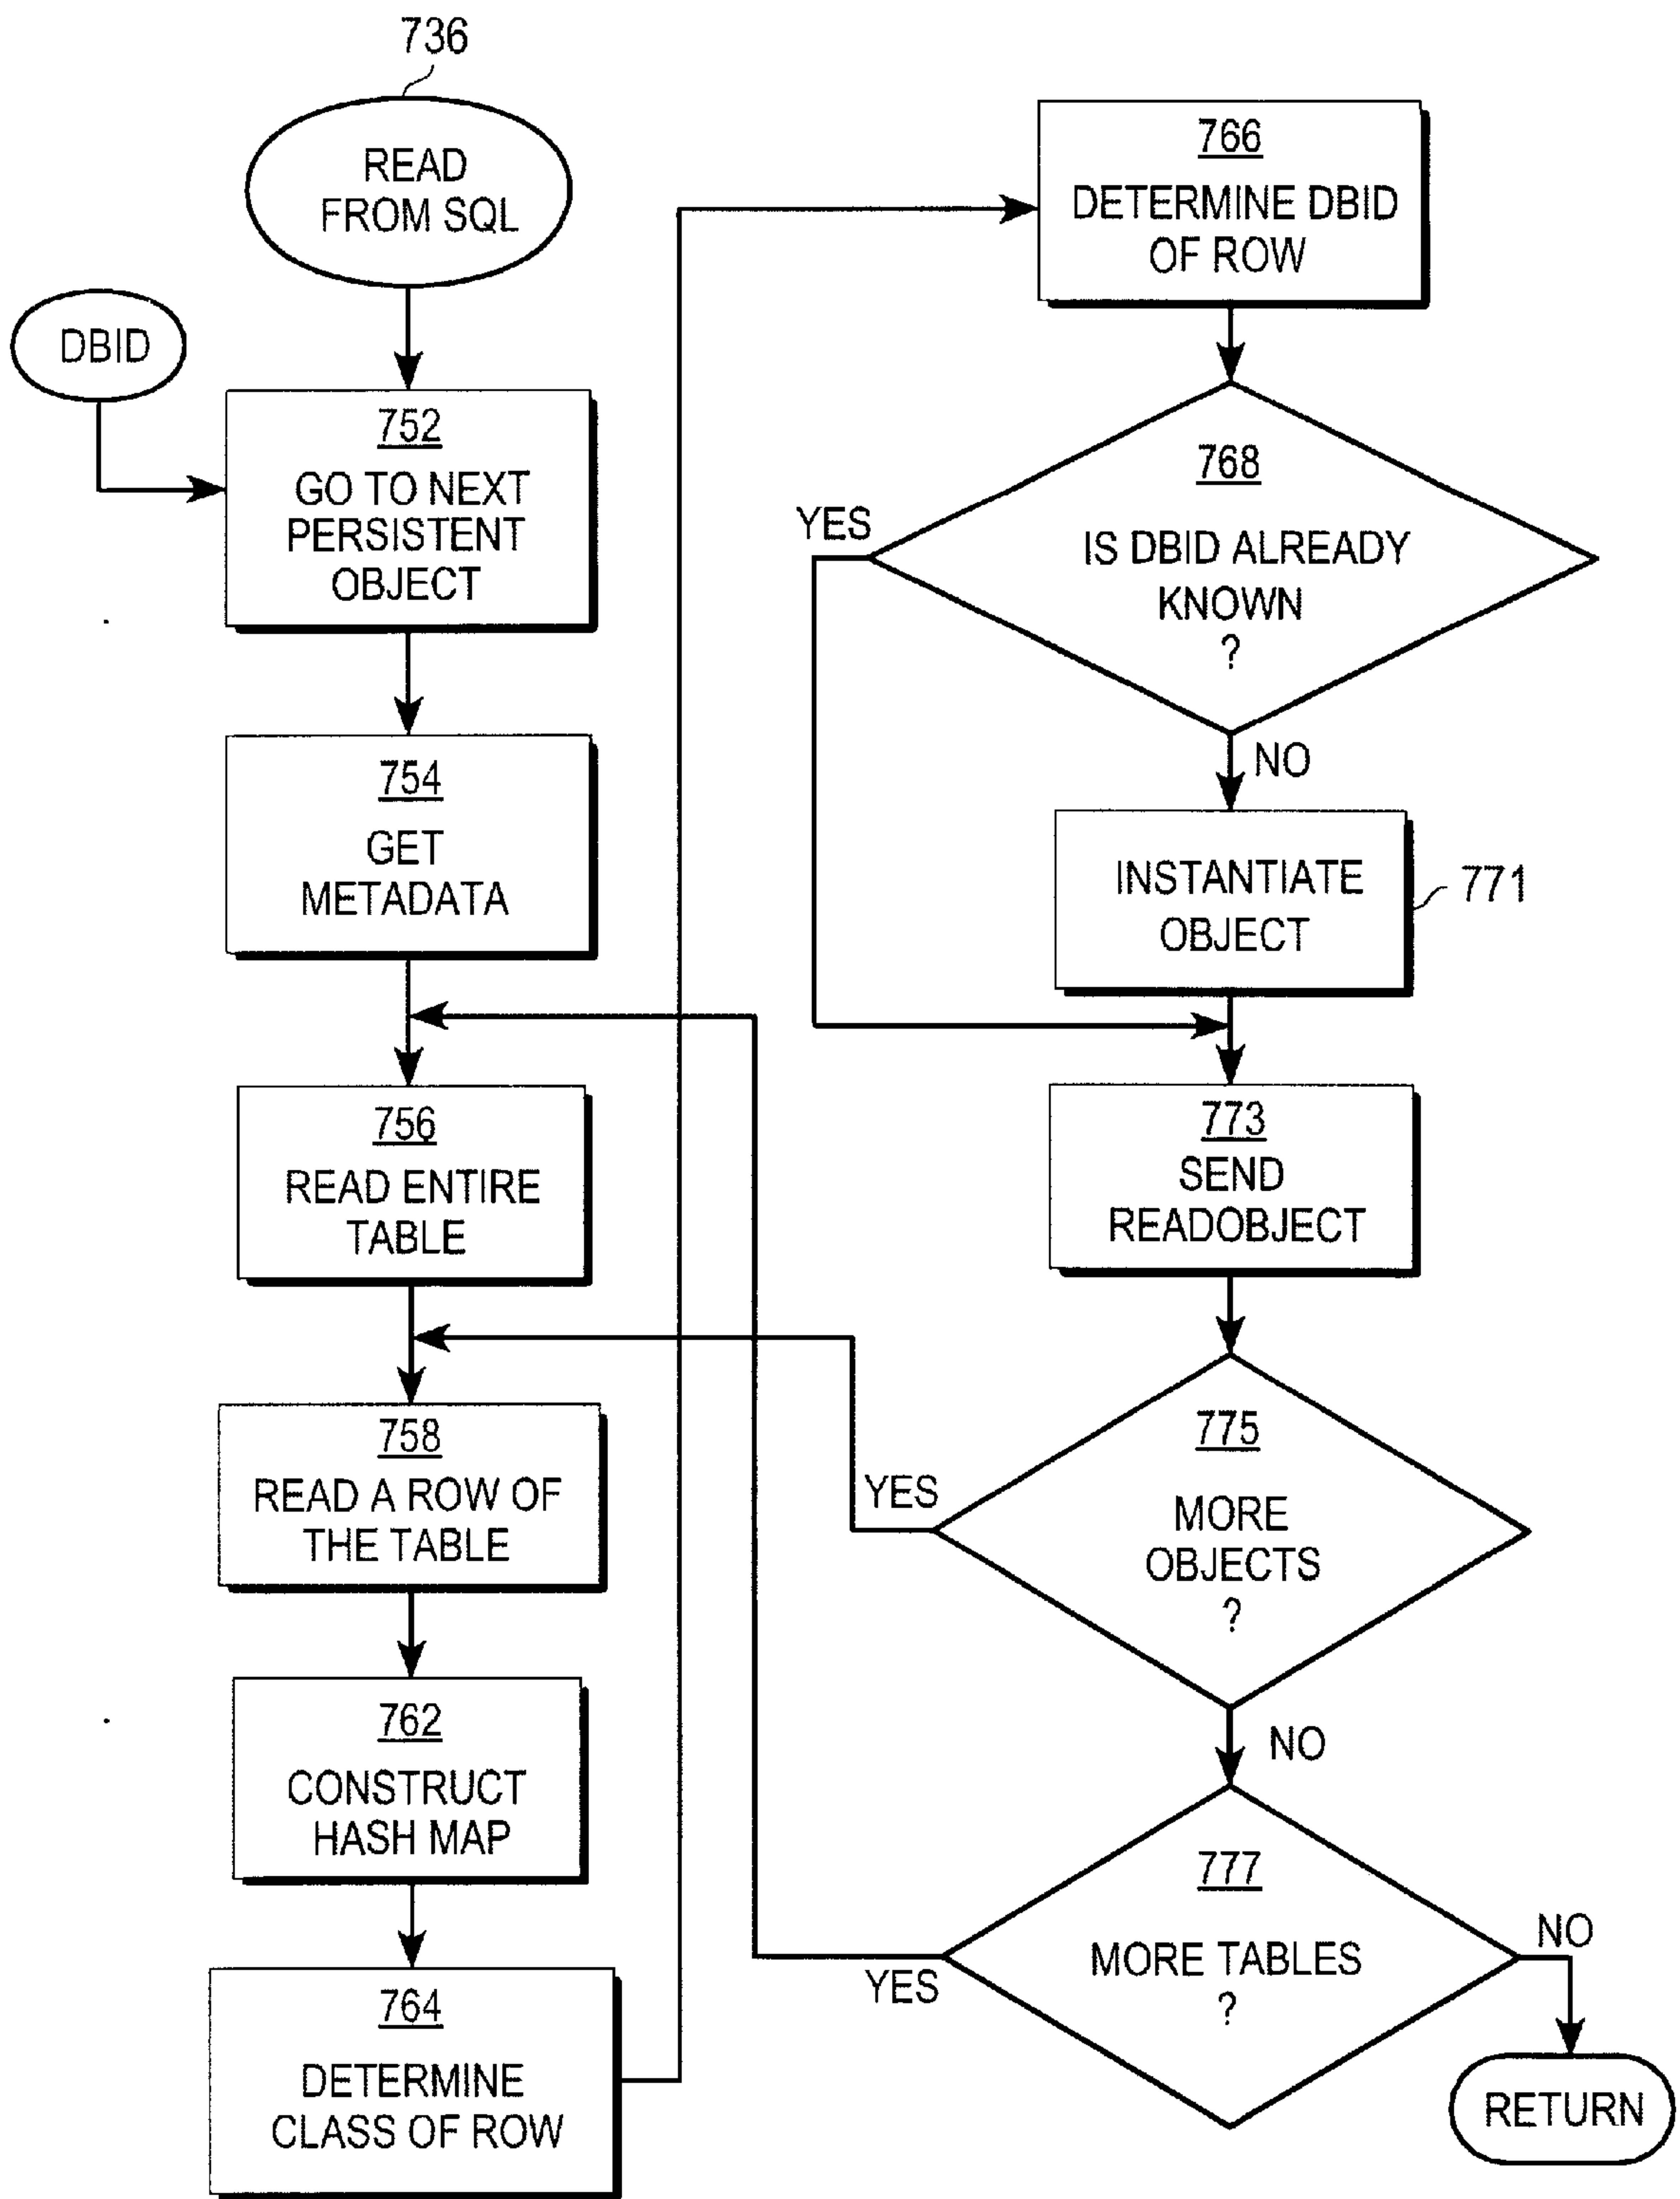 736
READ
FROM SQL
DBID
752
GO TO NEXT
PERSISTENT
OBJECT
754
GET
METADATA
756
READ ENTIRE
TABLE
758
READ A ROW OF
THE TABLE
762
CONSTRUCT
HASH MAP
764
DETERMINE
CLASS OF ROW
766
DETERMINE DBID
OF ROW
768
IS DBID ALREADY
KNOWN
?
YES
NO
INSTANTIATE
OBJECT
771
773
SEND
READOBJECT
775
MORE
OBJECTS
?
YES
NO
777
MORE TABLES
?
YES
NO
RETURN